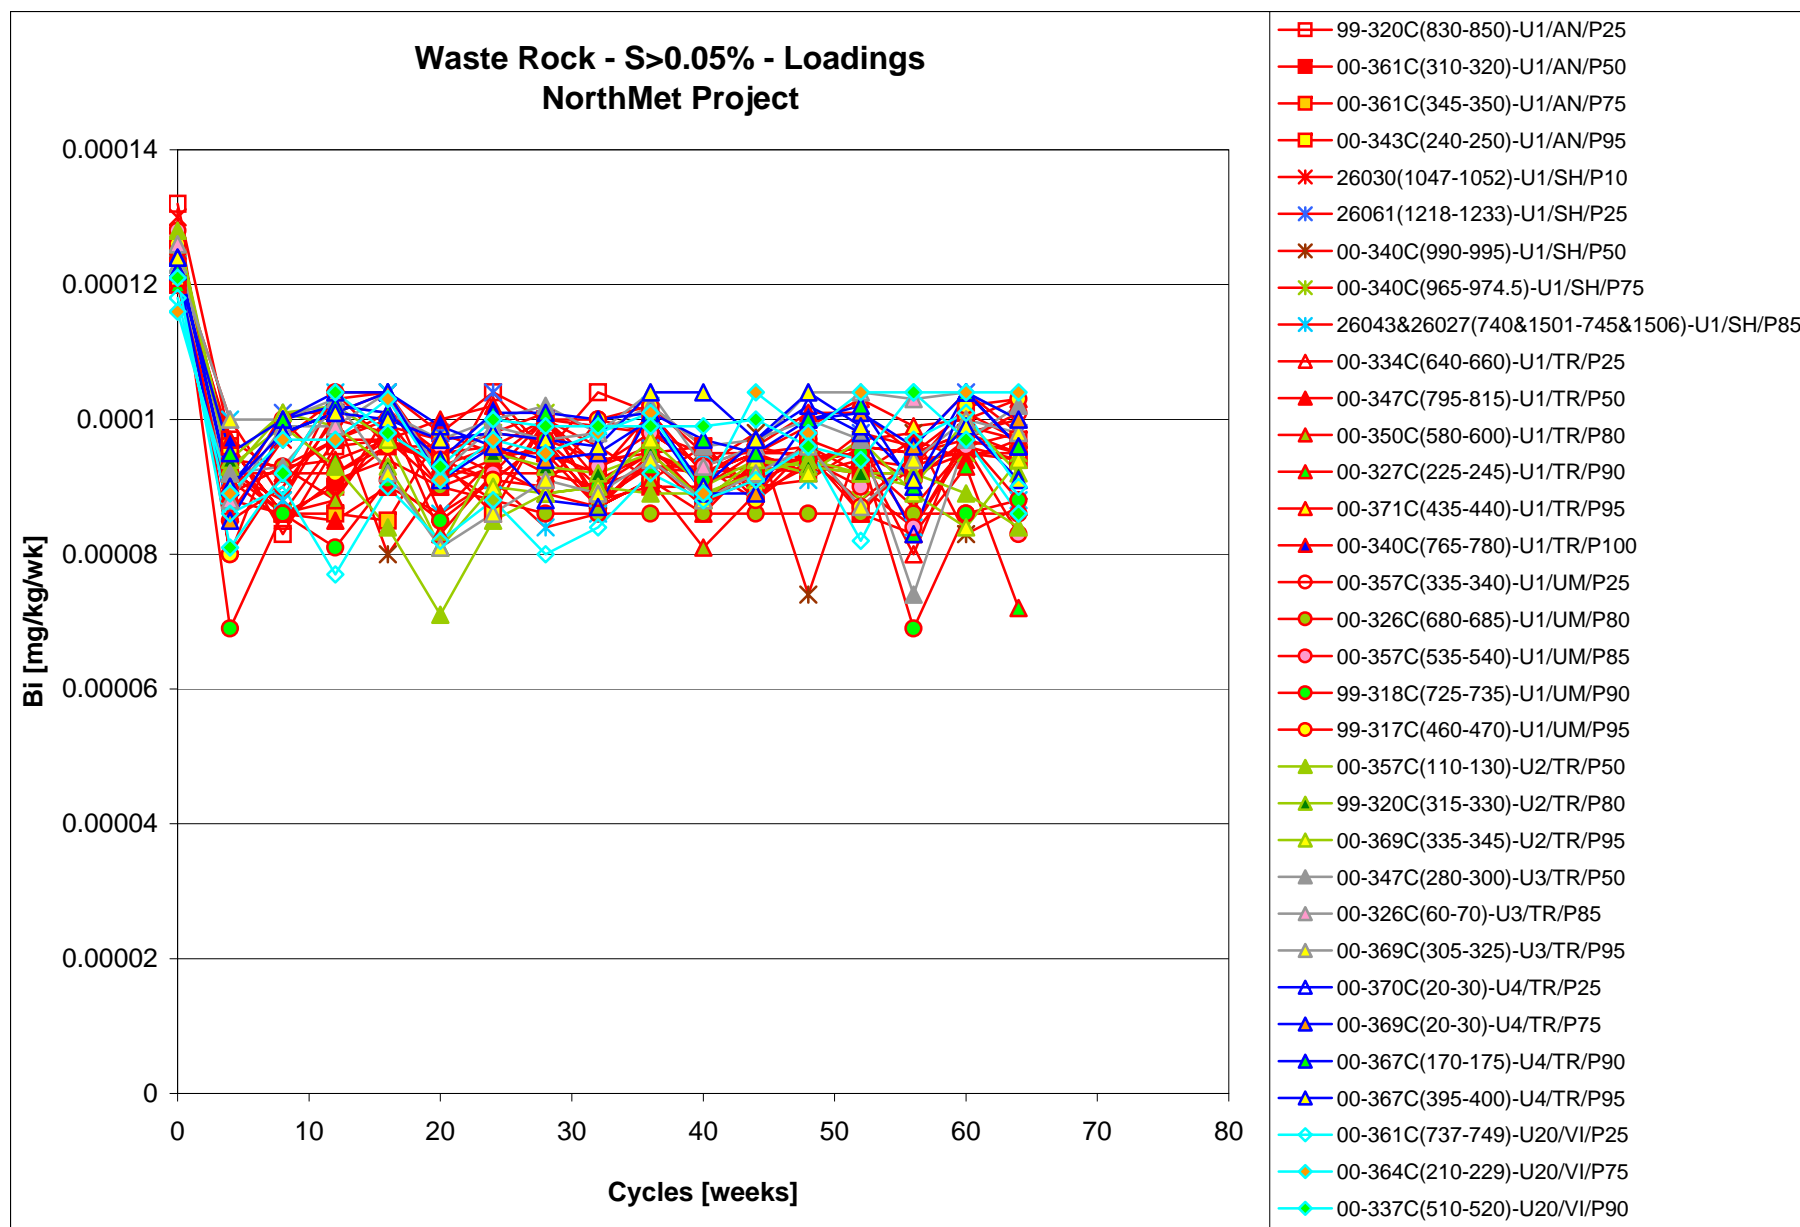 Waste Rock - S>0.05% - Loadings
NorthMet Project
0.00014
0.00012
0.0001
0.00008
0.00006
0.00004
0.00002
0
Bi [mg/kg/wk]
0 10 20 30 40 50 60 70 80
Cycles [weeks]
99-320C(830-850)-U1/AN/P25
00-361C(310-320)-U1/AN/P50
00-361C(345-350)-U1/AN/P75
00-343C(240-250)-U1/AN/P95
26030(1047-1052)-U1/SH/P10
26061(1218-1233)-U1/SH/P25
00-340C(990-995)-U1/SH/P50
00-340C(965-974.5)-U1/SH/P75
26043&26027(740&1501-745&1506)-U1/SH/P85
00-334C(640-660)-U1/TR/P25
00-347C(795-815)-U1/TR/P50
00-350C(580-600)-U1/TR/P80
00-327C(225-245)-U1/TR/P90
00-371C(435-440)-U1/TR/P95
00-340C(765-780)-U1/TR/P100
00-357C(335-340)-U1/UM/P25
00-326C(680-685)-U1/UM/P80
00-357C(535-540)-U1/UM/P85
99-318C(725-735)-U1/UM/P90
99-317C(460-470)-U1/UM/P95
00-357C(110-130)-U2/TR/P50
99-320C(315-330)-U2/TR/P80
00-369C(335-345)-U2/TR/P95
00-347C(280-300)-U3/TR/P50
00-326C(60-70)-U3/TR/P85
00-369C(305-325)-U3/TR/P95
00-370C(20-30)-U4/TR/P25
00-369C(20-30)-U4/TR/P75
00-367C(170-175)-U4/TR/P90
00-367C(395-400)-U4/TR/P95
00-361C(737-749)-U20/VI/P25
00-364C(210-229)-U20/VI/P75
00-337C(510-520)-U20/VI/P90